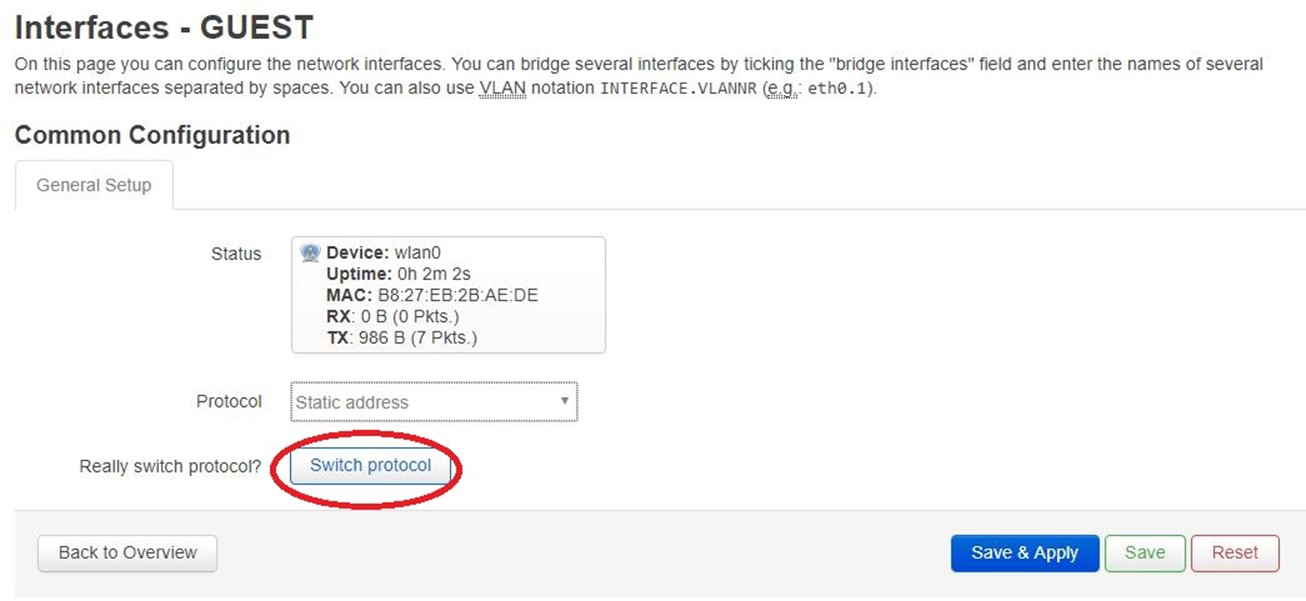 Interfaces - GUEST
On this page you can configure the network interfaces. You can bridge several interfaces by ticking the "bridge interfaces" field and enter the names of several
network interfaces separated by spaces. You can also use VLAN notation INTERFACE.VLANNR (e.g.: eth0.1).
Common Configuration
General Setup
Status
Device: wlan0
Uptime: 0h 2m 2s
MAC: B8:27:EB:2B:AE:DE
RX: 0 B (0 Pkts.)
TX: 986 B (7 Pkts.)
Protocol
Static address
Really switch protocol?
Switch protocol
Back to Overview
Save & Apply
Save
Reset